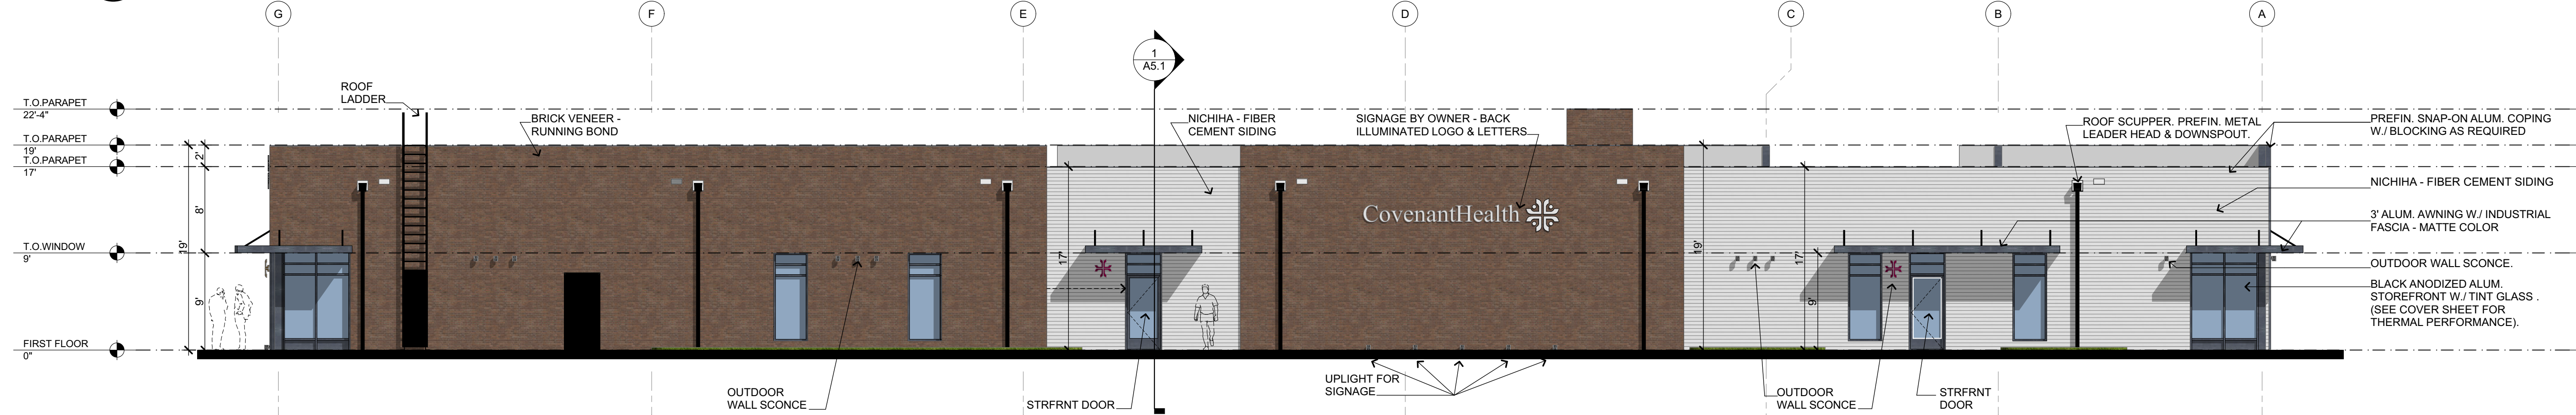 G
F
E
D
C
B
A
1
A5.1
T.O.PARAPET
22'-4"
T.O.PARAPET
19'
T.O.PARAPET
17'
T.O.WINDOW
9'
FIRST FLOOR
0"
19'
2'
8'
9'
ROOF
LADDER
BRICK VENEER -
RUNNING BOND
NICHIHA - FIBER
CEMENT SIDING
SIGNAGE BY OWNER - BACK
ILLUMINATED LOGO & LETTERS
ROOF SCUPPER. PREFIN. METAL
LEADER HEAD & DOWNSPOUT.
PREFIN. SNAP-ON ALUM. COPING
W./ BLOCKING AS REQUIRED
NICHIHA - FIBER CEMENT SIDING
3' ALUM. AWNING W./ INDUSTRIAL
FASCIA - MATTE COLOR
OUTDOOR WALL SCONCE.
BLACK ANODIZED ALUM.
STOREFRONT W./ TINT GLASS .
(SEE COVER SHEET FOR
THERMAL PERFORMANCE).
CovenantHealth
17'
19'
17'
9'
OUTDOOR
WALL SCONCE
STRFRNT DOOR
UPLIGHT FOR
SIGNAGE
OUTDOOR
WALL SCONCE
STRFRNT
DOOR